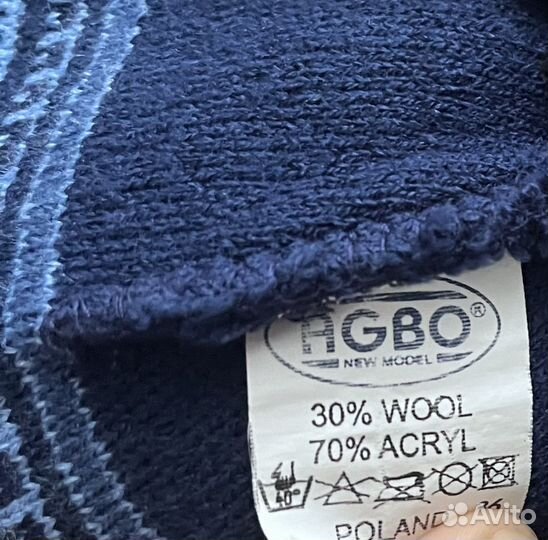 AGBO®
NEW MODEL
30% WOOL
70% ACRYL
40°
POLAND
Avito